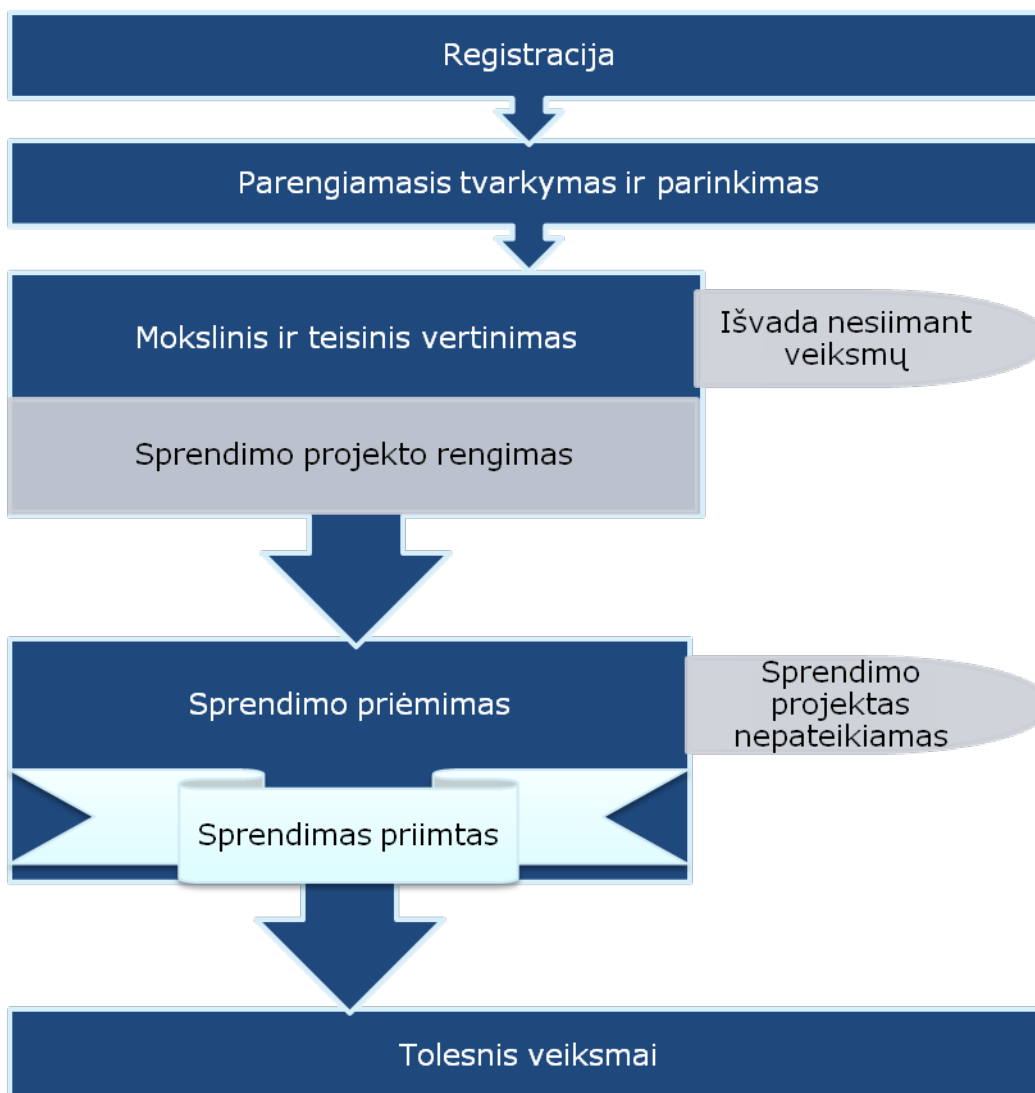 Registracija
Parengiamasis tvarkymas ir parinkimas
Mokslinis ir teisinis vertinimas
Išvada nesiimant
veiksmų
Sprendimo projekto rengimas
Sprendimo priėmimas
Sprendimo
projektas
nepateikiamas
Sprendimas priimtas
Tolesnis veiksmai